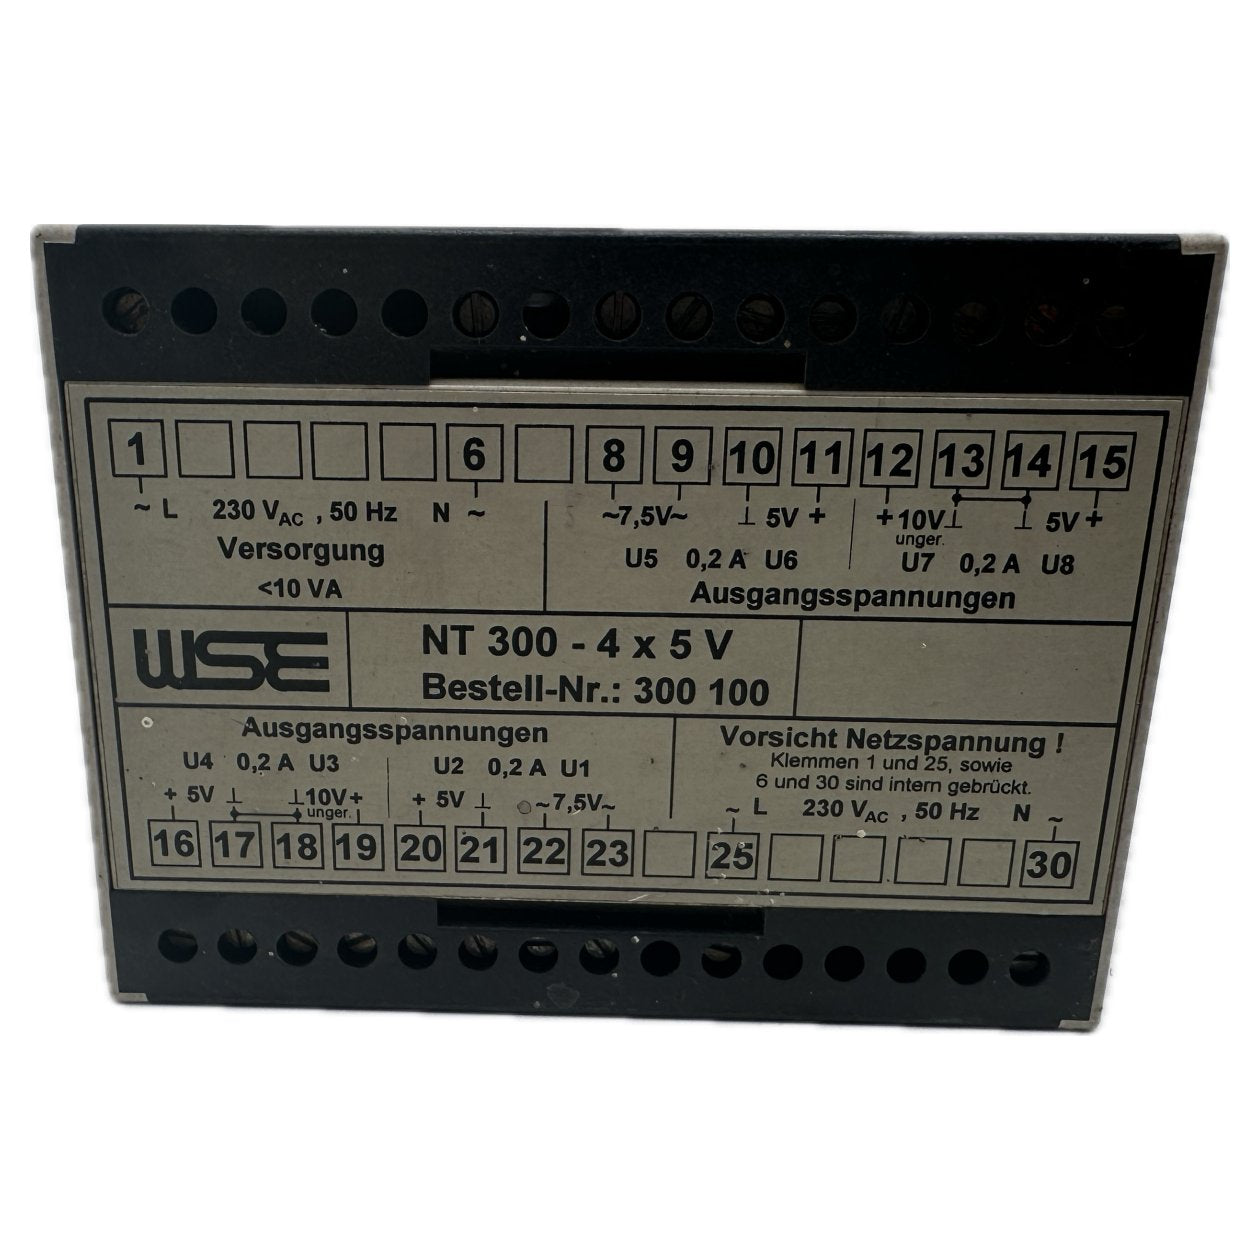 1 6 8 9 10 11 12 13 14 15
~ L 230 VAC , 50 Hz N ~
Versorgung
<10 VA
~7,5V~ ⊥ 5V +
U5 0,2 A U6
+ 10V ⊥ ⊥ 5V +
unger.
U7 0,2 A U8
Ausgangsspannungen
WSE
NT 300 - 4 x 5 V
Bestell-Nr.: 300 100
Ausgangsspannungen
U4 0,2 A U3
+ 5V ⊥ ⊥ 10V +
unger.
U2 0,2 A U1
+ 5V ⊥ ~7,5V~
Vorsicht Netzspannung !
Klemmen 1 und 25, sowie
6 und 30 sind intern gebrückt.
~ L 230 VAC , 50 Hz N ~
16 17 18 19 20 21 22 23 25 30